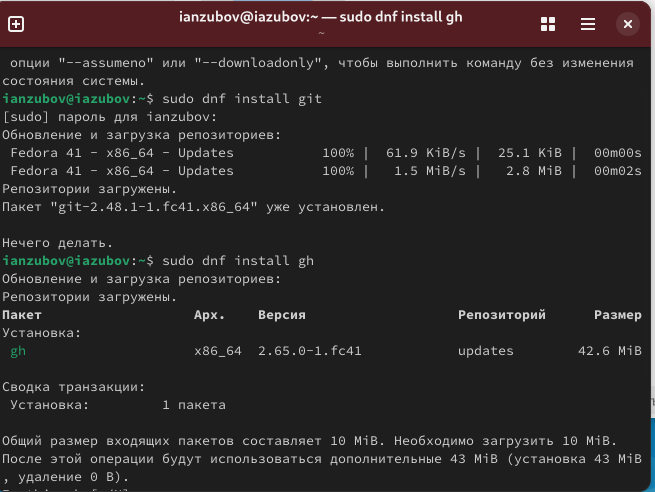 ianzubov@iazubov:~ — sudo dnf install gh
~
опции "--assumeno" или "--downloadonly", чтобы выполнить команду без изменения
состояния системы.
ianzubov@iazubov:~$ sudo dnf install git
[sudo] пароль для ianzubov:
Обновление и загрузка репозиториев:
Fedora 41 - x86_64 - Updates 100% | 61.9 KiB/s | 25.1 KiB | 00m00s
Fedora 41 - x86_64 - Updates 100% | 1.5 MiB/s | 2.8 MiB | 00m02s
Репозитории загружены.
Пакет "git-2.48.1-1.fc41.x86_64" уже установлен.
Нечего делать.
ianzubov@iazubov:~$ sudo dnf install gh
Обновление и загрузка репозиториев:
Репозитории загружены.
Пакет Арх. Версия Репозиторий Размер
Установка:
gh x86_64 2.65.0-1.fc41 updates 42.6 MiB
Сводка транзакции:
Установка: 1 пакета
Общий размер входящих пакетов составляет 10 MiB. Необходимо загрузить 10 MiB.
После этой операции будут использоваться дополнительные 43 MiB (установка 43 MiB
, удаление 0 B).